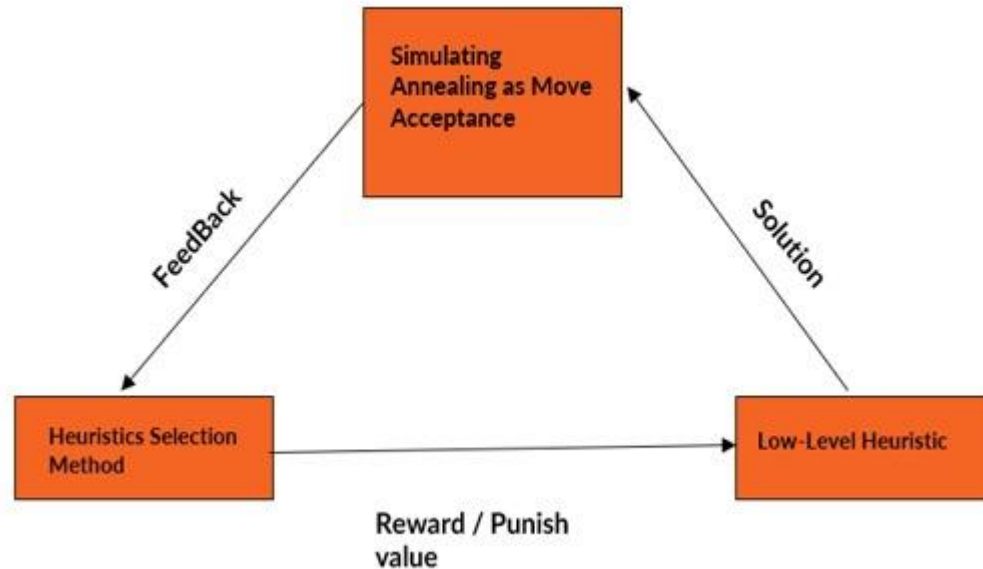 Simulating
Annealing as Move
Acceptance
FeedBack
Solution
Heuristics Selection
Method
Low-Level Heuristic
Reward / Punish
value